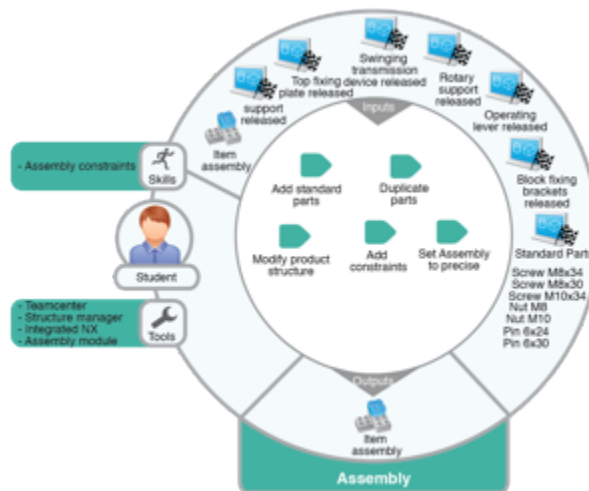 Swinging
transmission
device released
Top fixing
plate released
Rotary
support
released
support
released
Operating
lever released
Item
assembly
Inputs
Block fixing
brackets
released
- Assembly constraints
Skills
Add standard
parts
Duplicate
parts
Standard Parts
Modify product
structure
Add
constraints
Set Assembly
to precise
Screw M8x34
Screw M8x30
Screw M10x34
Nut M8
Nut M10
Pin 6x24
Pin 6x30
Student
- Teamcenter
- Structure manager
- Integrated NX
- Assembly module
Tools
Outputs
Item
assembly
Assembly